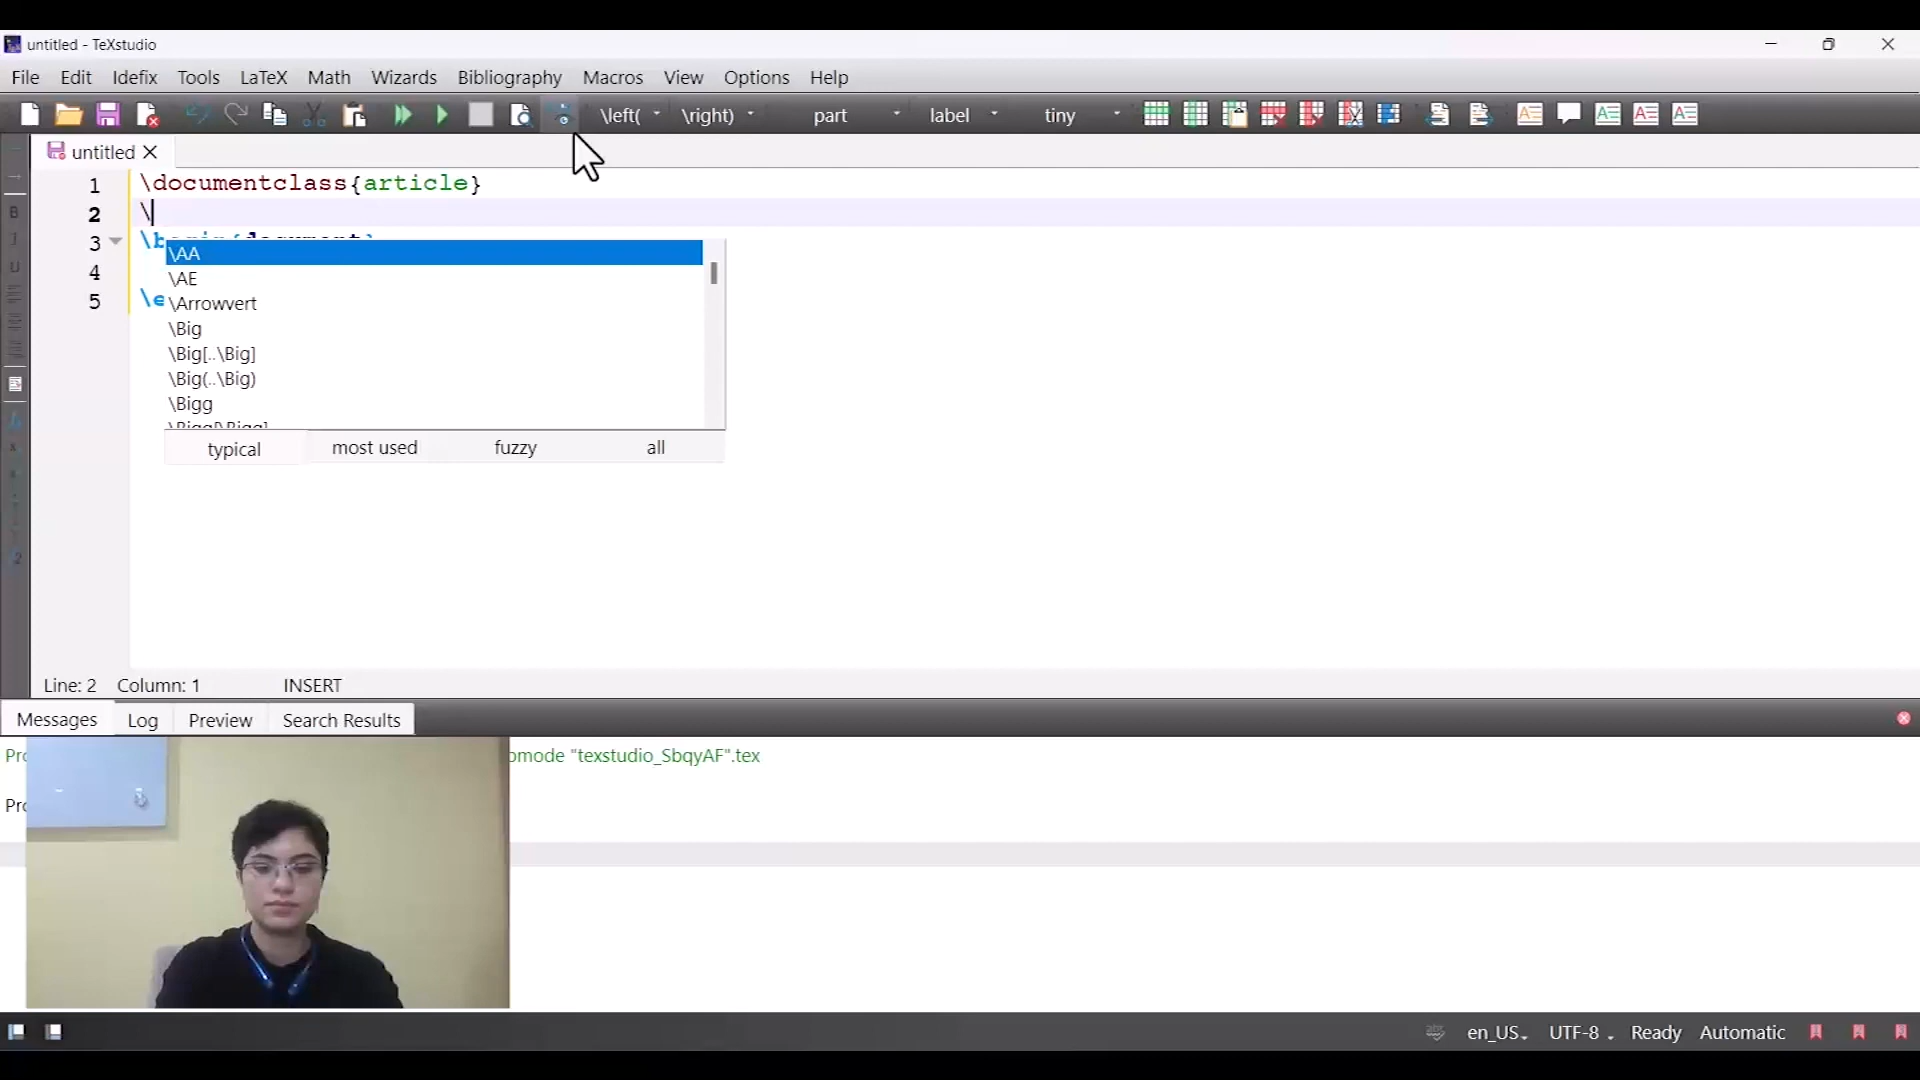 untitled - TeXstudio
File Edit Idefix Tools LaTeX Math Wizards Bibliography Macros View Options Help
\left( \right) part label tiny
untitled
1 \documentclass{article}
2 \
3 \b
4
5 \e
\AA
\AE
\Arrowvert
\Big
\Big[..\Big]
\Big(..\Big)
\Bigg
typical most used fuzzy all
Line: 2 Column: 1 INSERT
Messages Log Preview Search Results
"texstudio_SbqyAF".tex
en_US UTF-8 Ready Automatic